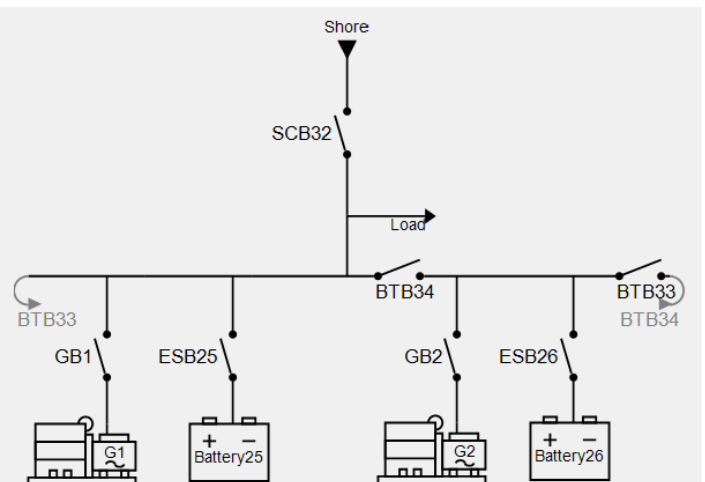 Shore
SCB32
Load
BTB34
BTB33
BTB33
BTB34
GB1
ESB25
GB2
ESB26
G1
+ −
Battery25
G2
+ −
Battery26